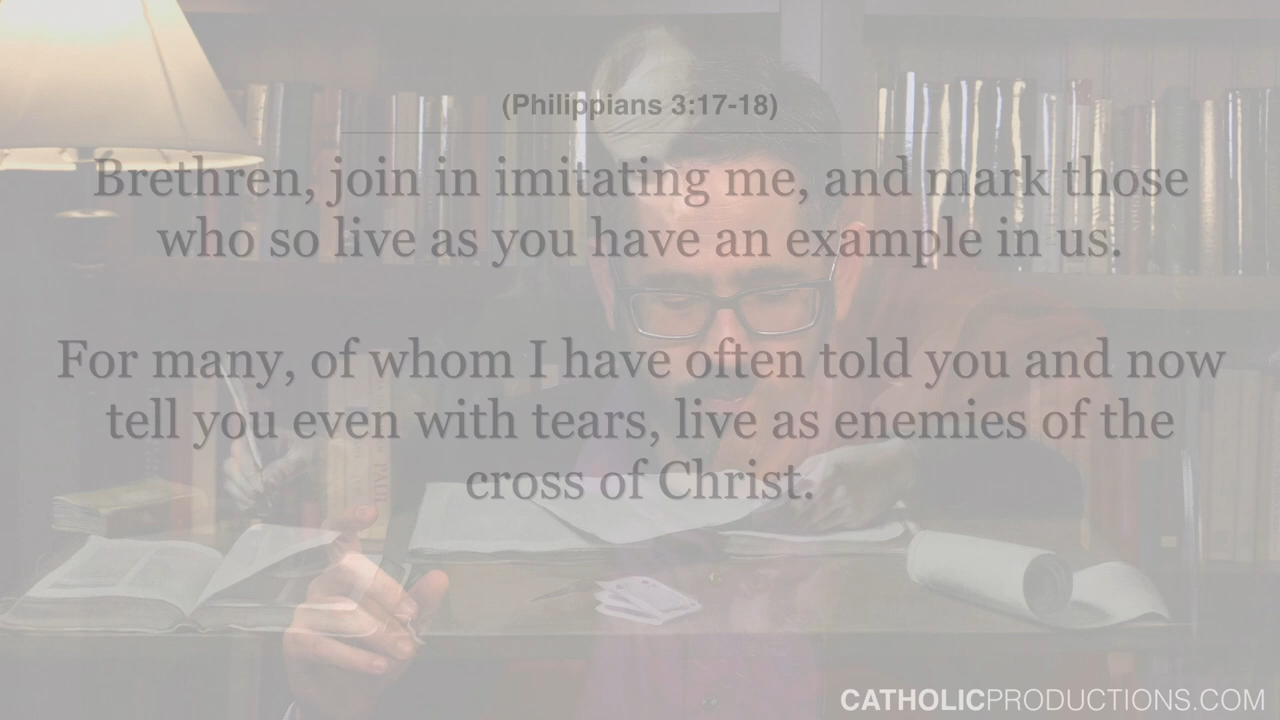 (Philippians 3:17-18)
Brethren, join in imitating me, and mark those
who so live as you have an example in us.
For many, of whom I have often told you and now
tell you even with tears, live as enemies of the
cross of Christ.
CATHOLICPRODUCTIONS.COM